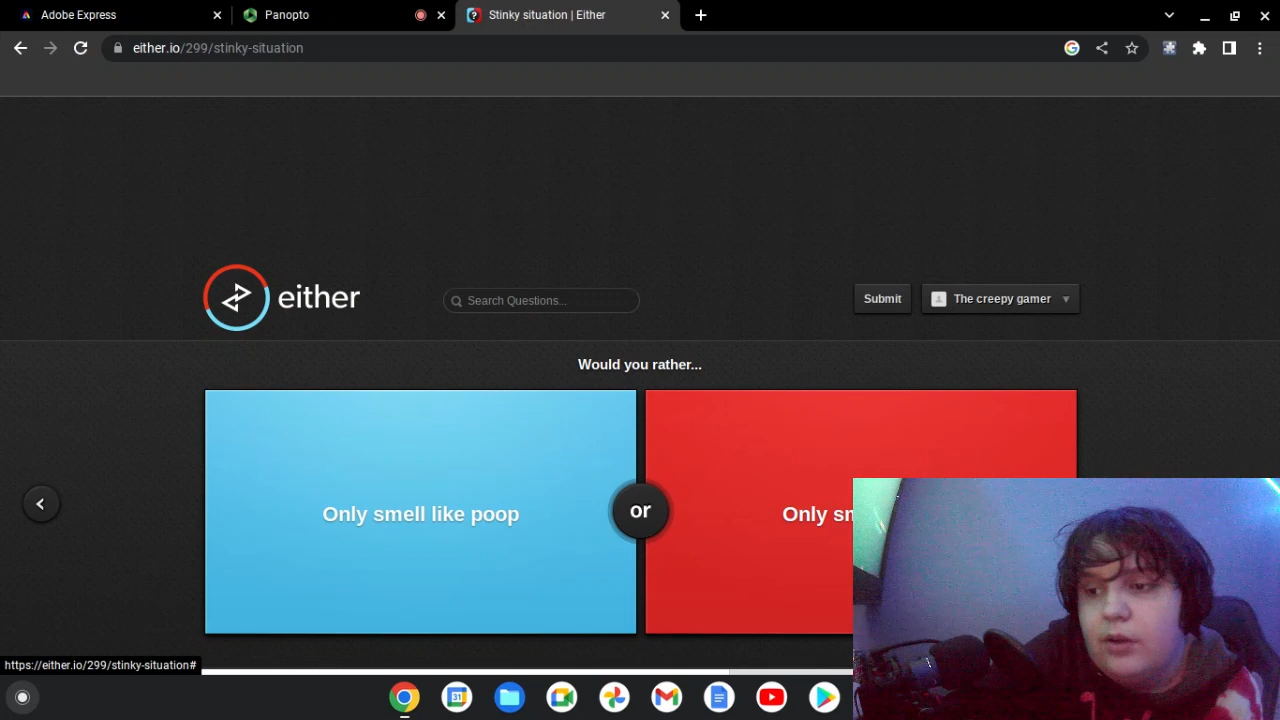 Adobe Express
Panopto
Stinky situation | Either
either.io/299/stinky-situation
either
Search Questions...
Submit
The creepy gamer
Would you rather...
Only smell like poop
or
Only sm
https://either.io/299/stinky-situation#
31